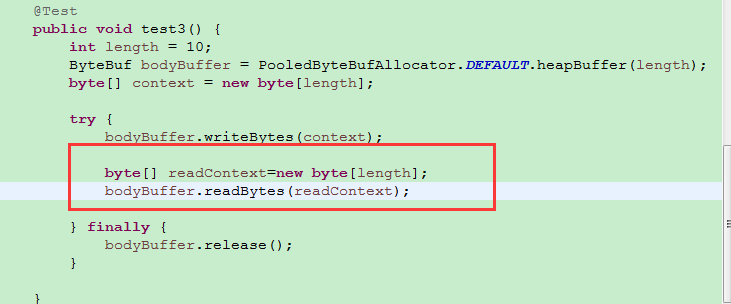 @Test
public void test3() {
int length = 10;
ByteBuf bodyBuffer = PooledByteBufAllocator.DEFAULT.heapBuffer(length);
byte[] context = new byte[length];
try {
bodyBuffer.writeBytes(context);
byte[] readContext=new byte[length];
bodyBuffer.readBytes(readContext);
} finally {
bodyBuffer.release();
}
}